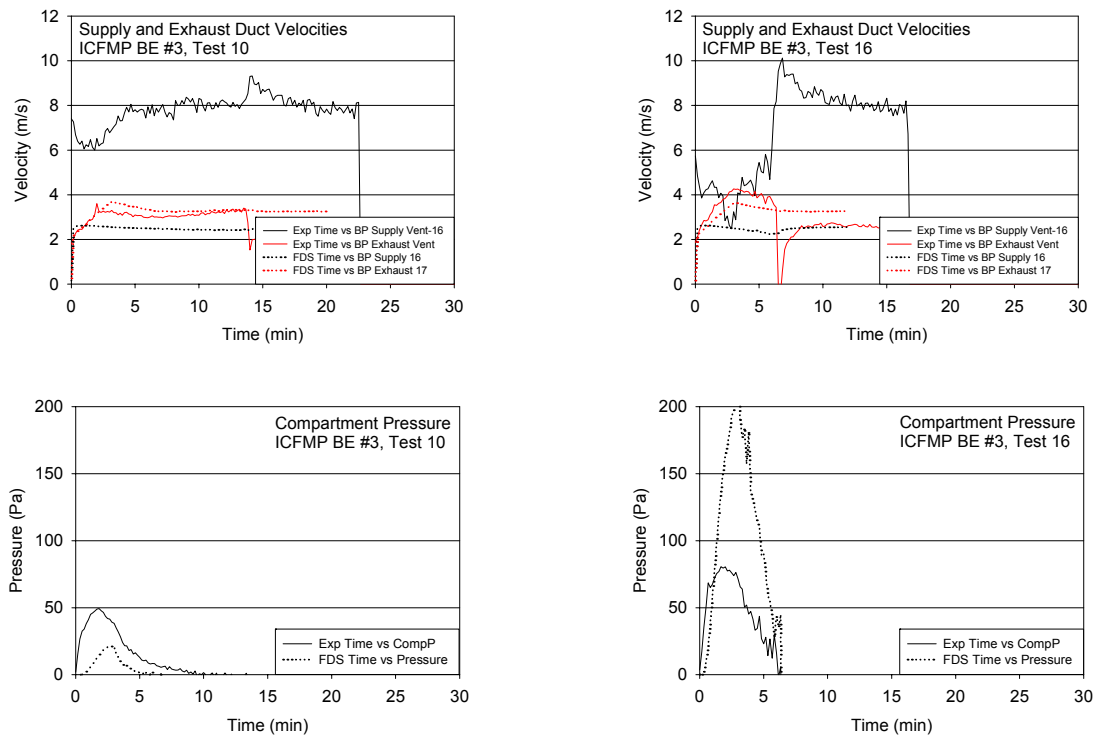 Supply and Exhaust Duct Velocities
ICFMP BE #3, Test 10
Velocity (m/s)
12
10
8
6
4
2
0
Exp Time vs BP Supply Vent-16
Exp Time vs BP Exhaust Vent
FDS Time vs BP Supply 16
FDS Time vs BP Exhaust 17
0 5 10 15 20 25 30
Time (min)
Supply and Exhaust Duct Velocities
ICFMP BE #3, Test 16
Velocity (m/s)
12
10
8
6
4
2
0
Exp Time vs BP Supply Vent-16
Exp Time vs BP Exhaust Vent
FDS Time vs BP Supply 16
FDS Time vs BP Exhaust 17
0 5 10 15 20 25 30
Time (min)
Compartment Pressure
ICFMP BE #3, Test 10
Pressure (Pa)
200
150
100
50
0
Exp Time vs CompP
FDS Time vs Pressure
0 5 10 15 20 25 30
Time (min)
Compartment Pressure
ICFMP BE #3, Test 16
Pressure (Pa)
200
150
100
50
0
Exp Time vs CompP
FDS Time vs Pressure
0 5 10 15 20 25 30
Time (min)